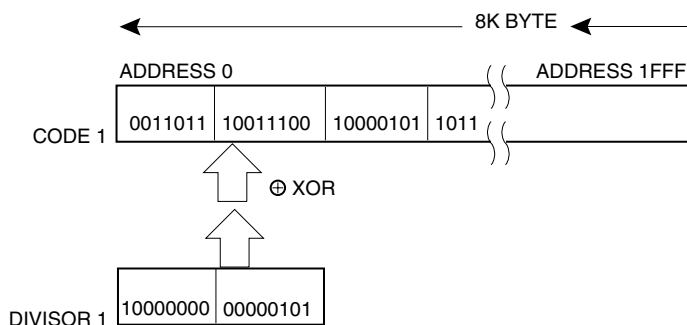 8K BYTE
ADDRESS 0 ADDRESS 1FFF
CODE 1 0011011 10011100 10000101 1011
⊕ XOR
DIVISOR 1 10000000 00000101